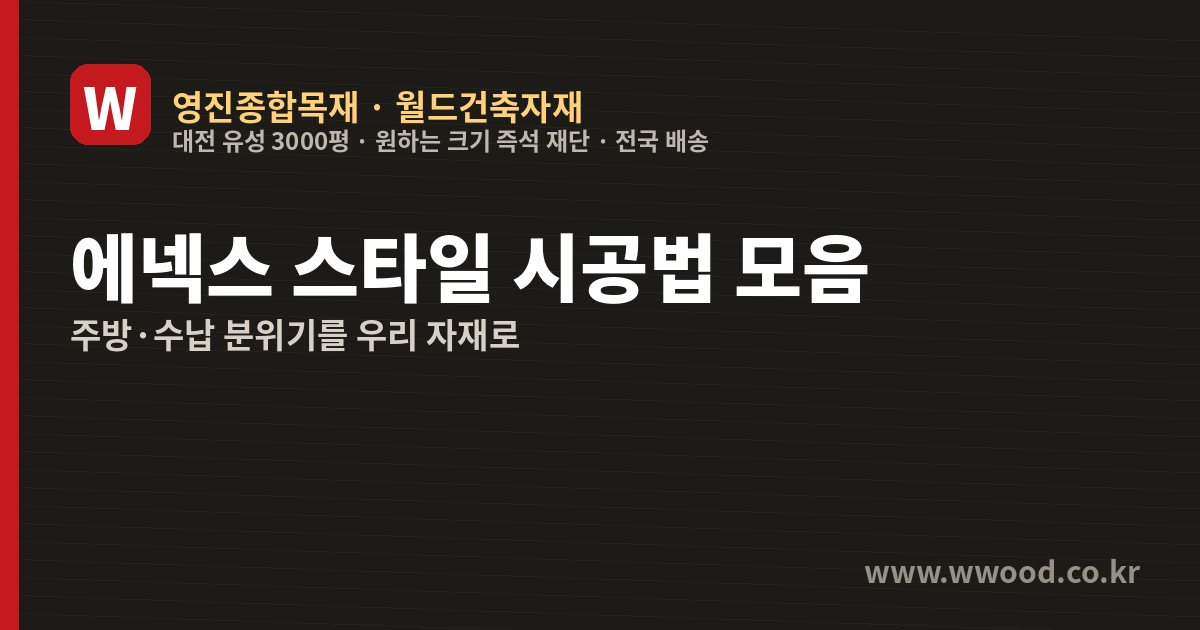 W
영진종합목재 · 월드건축자재
대전 유성 3000평 · 원하는 크기 즉석 재단 · 전국 배송
에넥스 스타일 시공법 모음
주방·수납 분위기를 우리 자재로
www.wwood.co.kr